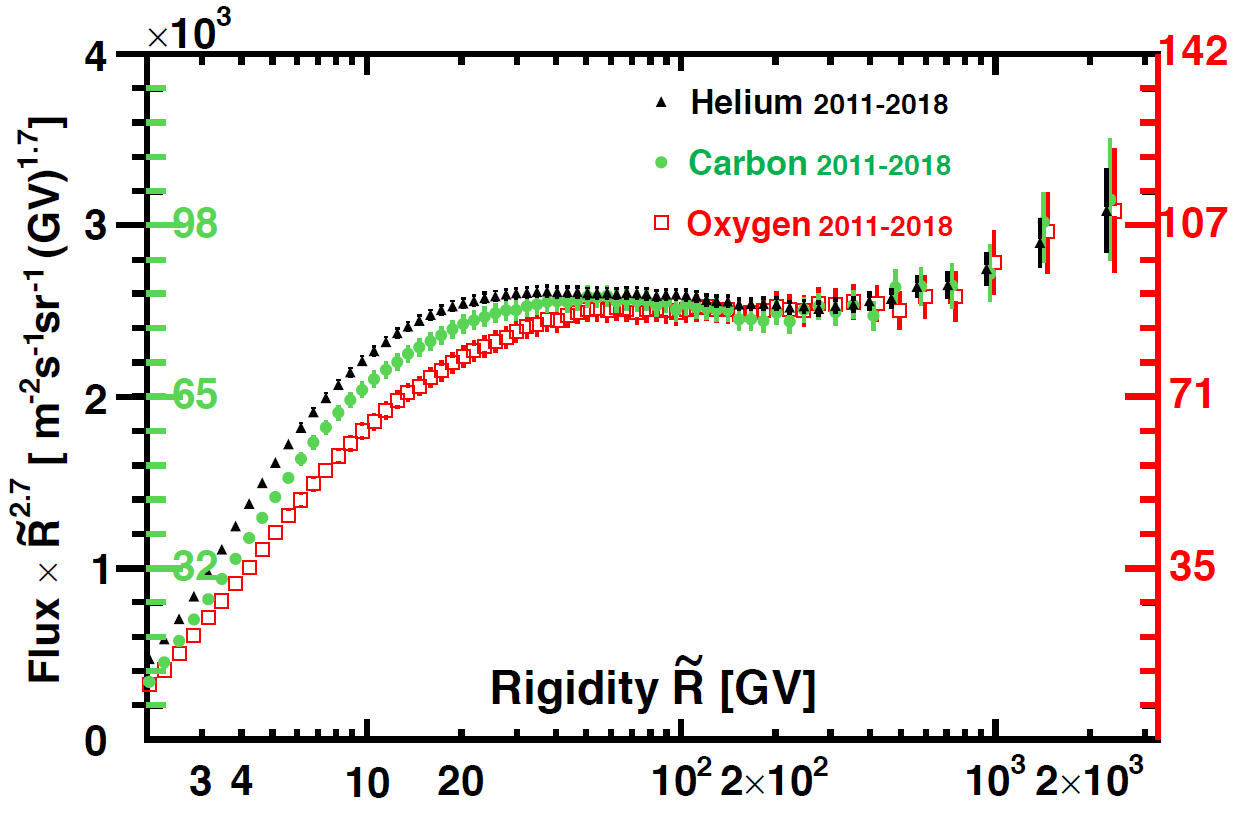 ×10³
4
3
2
1
0
98
65
32
142
107
71
35
Helium 2011-2018
Carbon 2011-2018
Oxygen 2011-2018
Flux × R̃²·⁷ [ m⁻²s⁻¹sr⁻¹(GV)¹·⁷ ]
Rigidity R̃ [GV]
3 4 10 20 10² 2×10² 10³ 2×10³